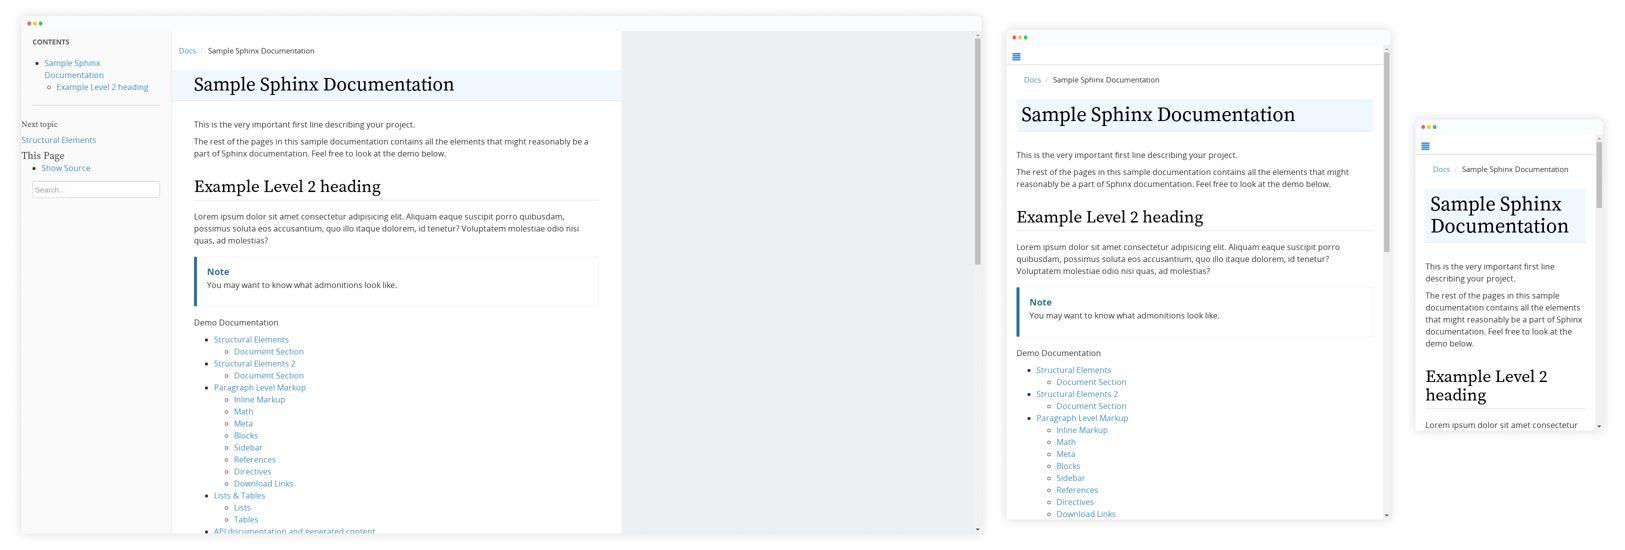 CONTENTS
Sample Sphinx
Documentation
Example Level 2 heading
Next topic
Structural Elements
This Page
Show Source
Search...
Docs / Sample Sphinx Documentation
Sample Sphinx Documentation
This is the very important first line describing your project.
The rest of the pages in this sample documentation contains all the elements that might reasonably be a
part of Sphinx documentation. Feel free to look at the demo below.
Example Level 2 heading
Lorem ipsum dolor sit amet consectetur adipisicing elit. Aliquam eaque suscipit porro quibusdam,
possimus soluta eos accusantium, quo illo itaque dolorem, id tenetur? Voluptatem molestiae odio nisi
quas, ad molestias?
Note
You may want to know what admonitions look like.
Demo Documentation
Structural Elements
Document Section
Structural Elements 2
Document Section
Paragraph Level Markup
Inline Markup
Math
Meta
Blocks
Sidebar
References
Directives
Download Links
Lists & Tables
Lists
Tables
API documentation and generated content
Docs / Sample Sphinx Documentation
Sample Sphinx Documentation
This is the very important first line describing your project.
The rest of the pages in this sample documentation contains all the elements that might
reasonably be a part of Sphinx documentation. Feel free to look at the demo below.
Example Level 2 heading
Lorem ipsum dolor sit amet consectetur adipisicing elit. Aliquam eaque suscipit porro
quibusdam, possimus soluta eos accusantium, quo illo itaque dolorem, id tenetur?
Voluptatem molestiae odio nisi quas, ad molestias?
Note
You may want to know what admonitions look like.
Demo Documentation
Structural Elements
Document Section
Structural Elements 2
Document Section
Paragraph Level Markup
Inline Markup
Math
Meta
Blocks
Sidebar
References
Directives
Download Links
Docs / Sample Sphinx Documentation
Sample Sphinx
Documentation
This is the very important first line
describing your project.
The rest of the pages in this sample
documentation contains all the elements
that might reasonably be a part of Sphinx
documentation. Feel free to look at the
demo below.
Example Level 2
heading
Lorem ipsum dolor sit amet consectetur